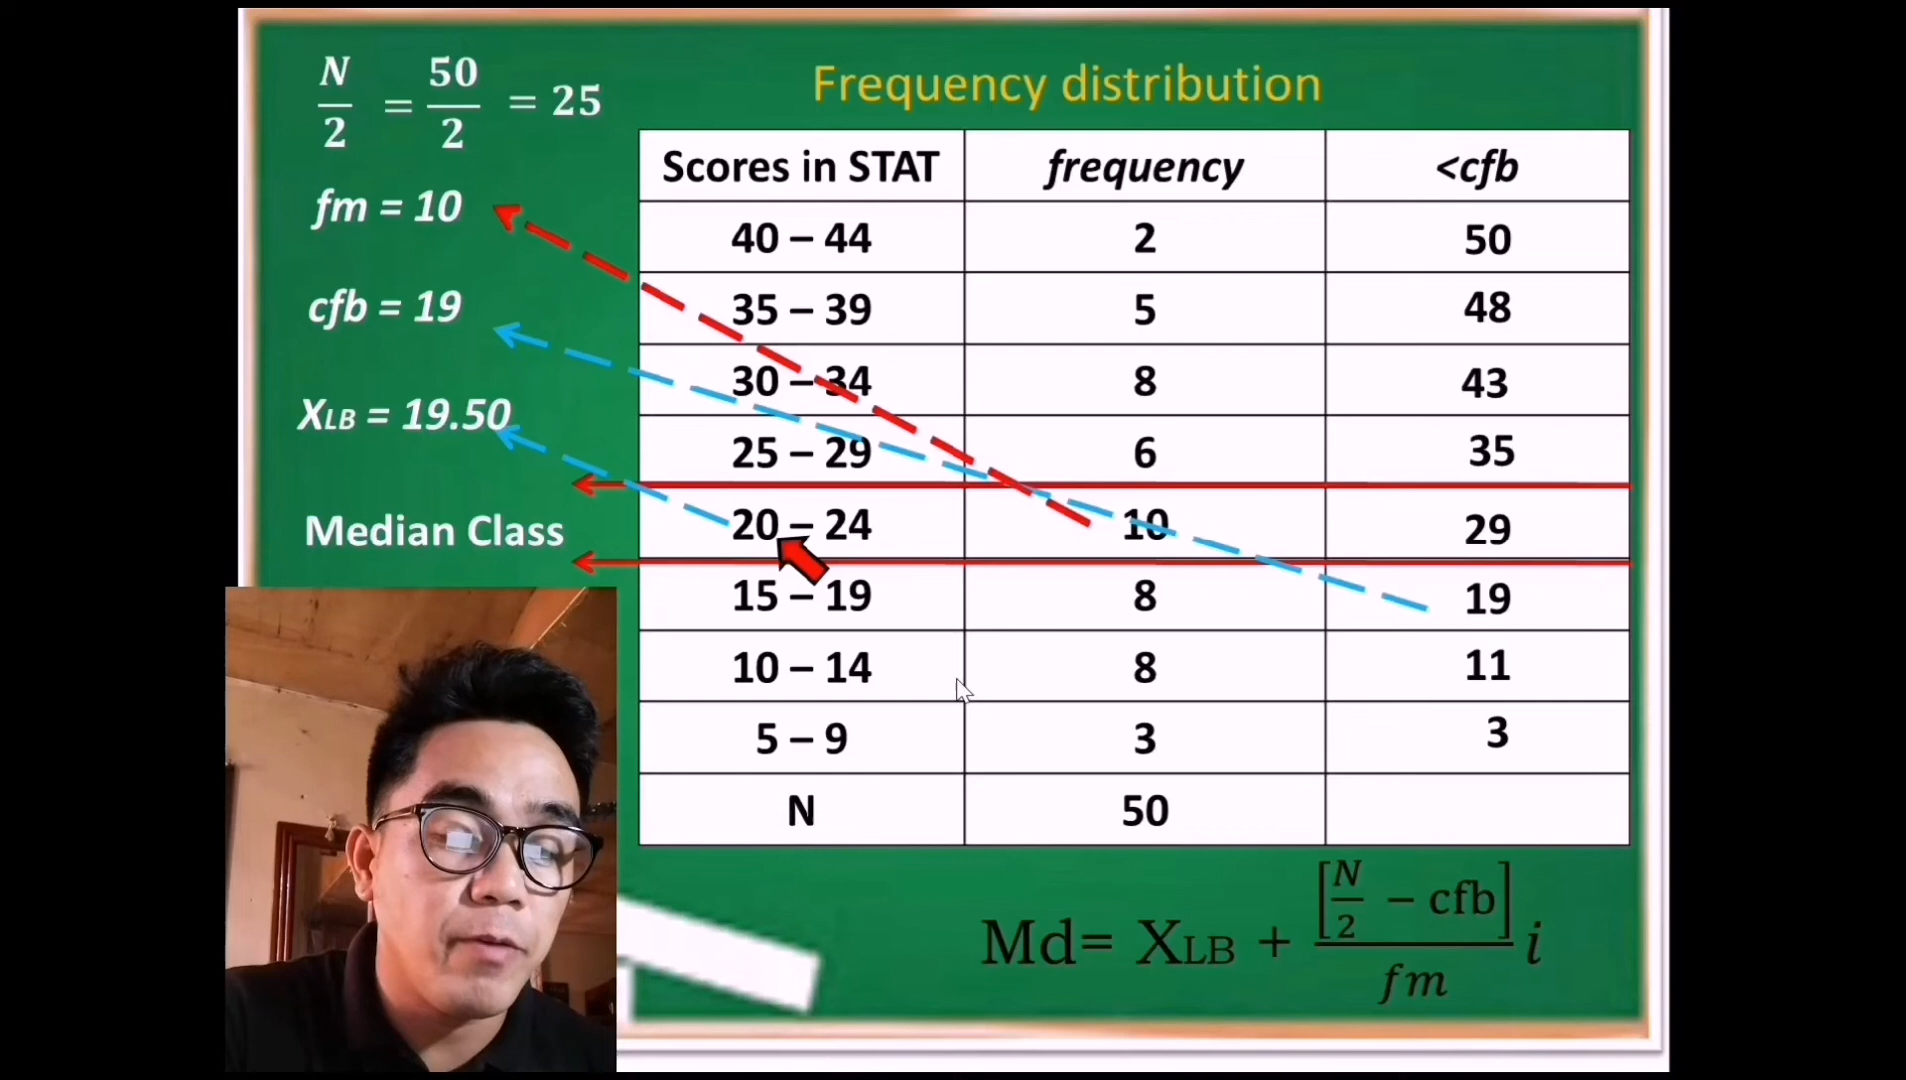 N/2 = 50/2 = 25
Frequency distribution
Scores in STAT frequency <cfb
40 – 44 2 50
35 – 39 5 48
30 – 34 8 43
25 – 29 6 35
20 – 24 10 29
15 – 19 8 19
10 – 14 8 11
5 – 9 3 3
N 50
fm = 10
cfb = 19
XLB = 19.50
Median Class
Md= XLB + [N/2 – cfb]/fm i